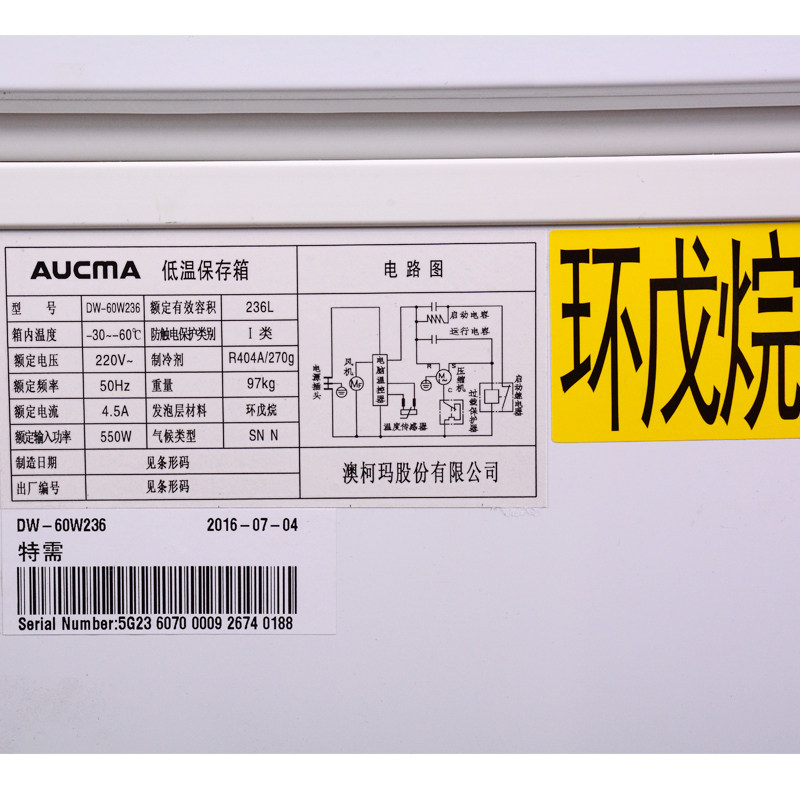 AUCMA 低温保存箱
电路图
型 号 DW-60W236 额定有效容积 236L
箱内温度 -30~-60℃ 防触电保护类别 I 类
额定电压 220V~ 制冷剂 R404A/270g
额定频率 50Hz 重量 97kg
额定电流 4.5A 发泡层材料 环戊烷
额定输入功率 550W 气候类型 SN N
制造日期 见条形码
出厂编号 见条形码
启动电容
运行电容
电源插头
风机
M
电脑温控器
R
S
M
C
压缩机
过载保护器
启动继电器
温度传感器
澳柯玛股份有限公司
环戊烷
DW-60W236 2016-07-04
特需
Serial Number:5G23 6070 0009 2674 0188